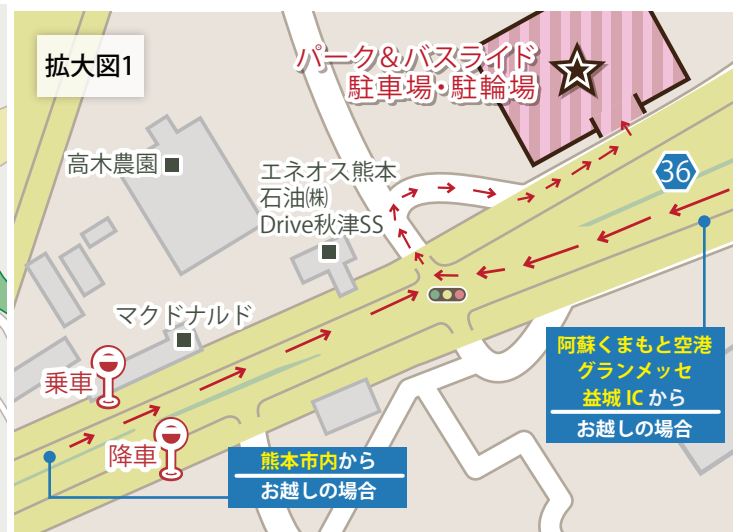 拡大図1
パーク&バスライド
駐車場・駐輪場
高木農園
エネオス熊本
石油㈱
Drive秋津SS
36
マクドナルド
乗車
降車
阿蘇くまもと空港
グランメッセ
益城 IC から
お越しの場合
熊本市内から
お越しの場合